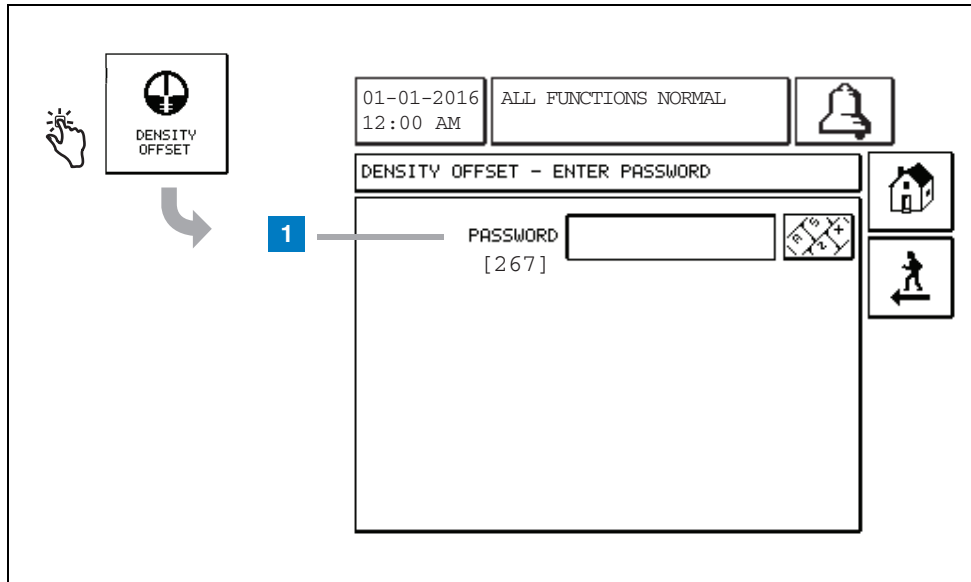 DENSITY
OFFSET
01-01-2016
12:00 AM
ALL FUNCTIONS NORMAL
DENSITY OFFSET - ENTER PASSWORD
1
PASSWORD
[267]
A S +
Z